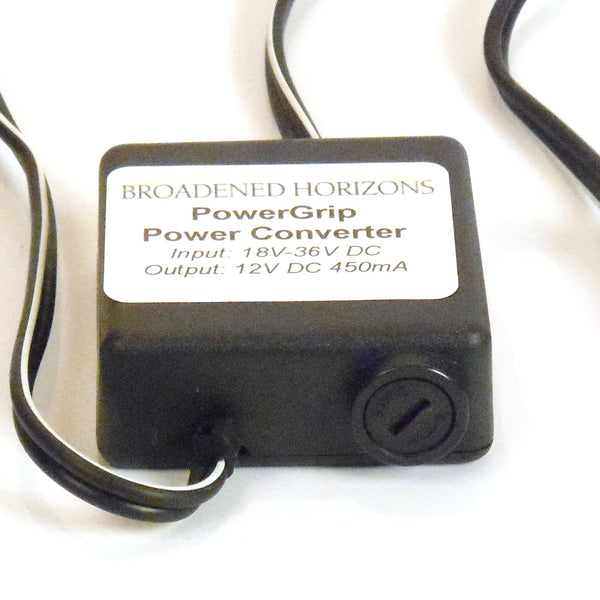 BROADENED HORIZONS
PowerGrip
Power Converter
Input: 18V-36V DC
Output: 12V DC 450mA